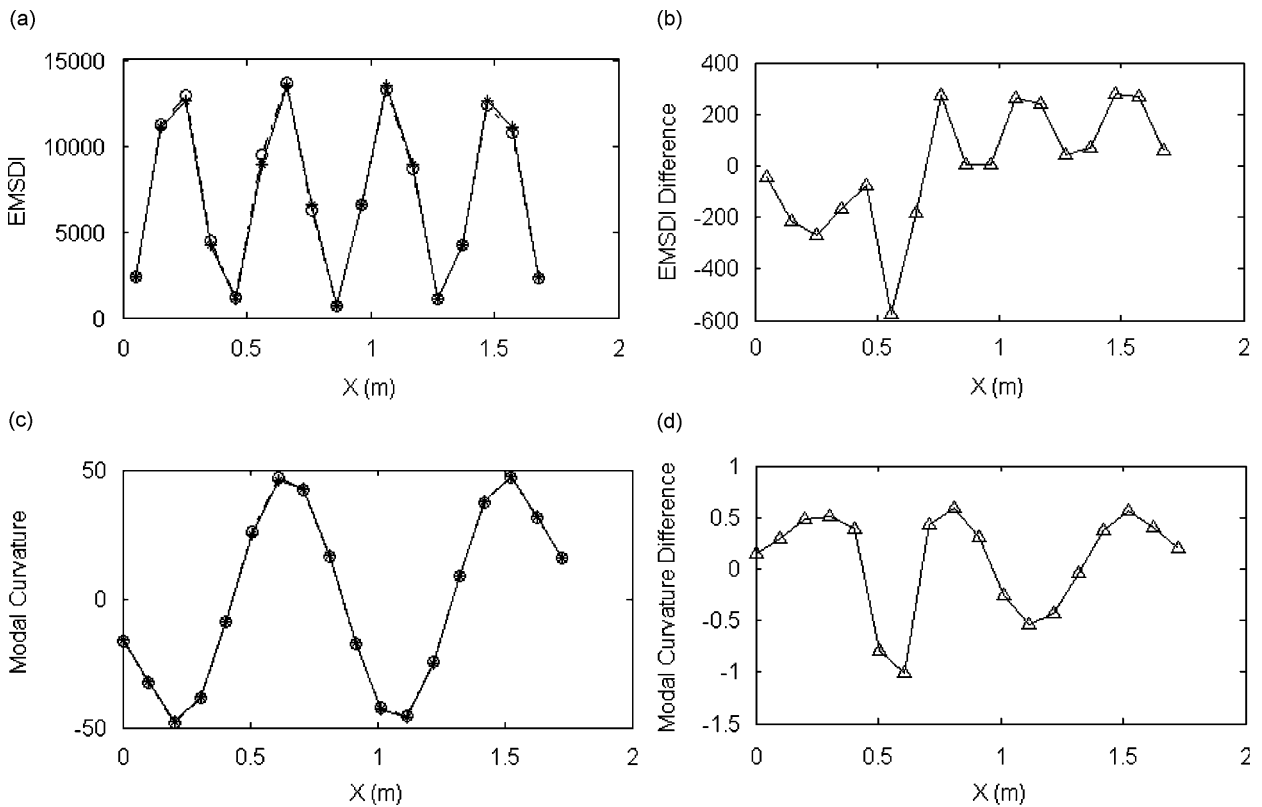 (a)
15000
10000
5000
0
EMSDI
0 0.5 1 1.5 2
X (m)
(b)
400
200
0
-200
-400
-600
EMSDI Difference
0 0.5 1 1.5 2
X (m)
(c)
50
0
-50
Modal Curvature
0 0.5 1 1.5 2
X (m)
(d)
1
0.5
0
-0.5
-1
-1.5
Modal Curvature Difference
0 0.5 1 1.5 2
X (m)